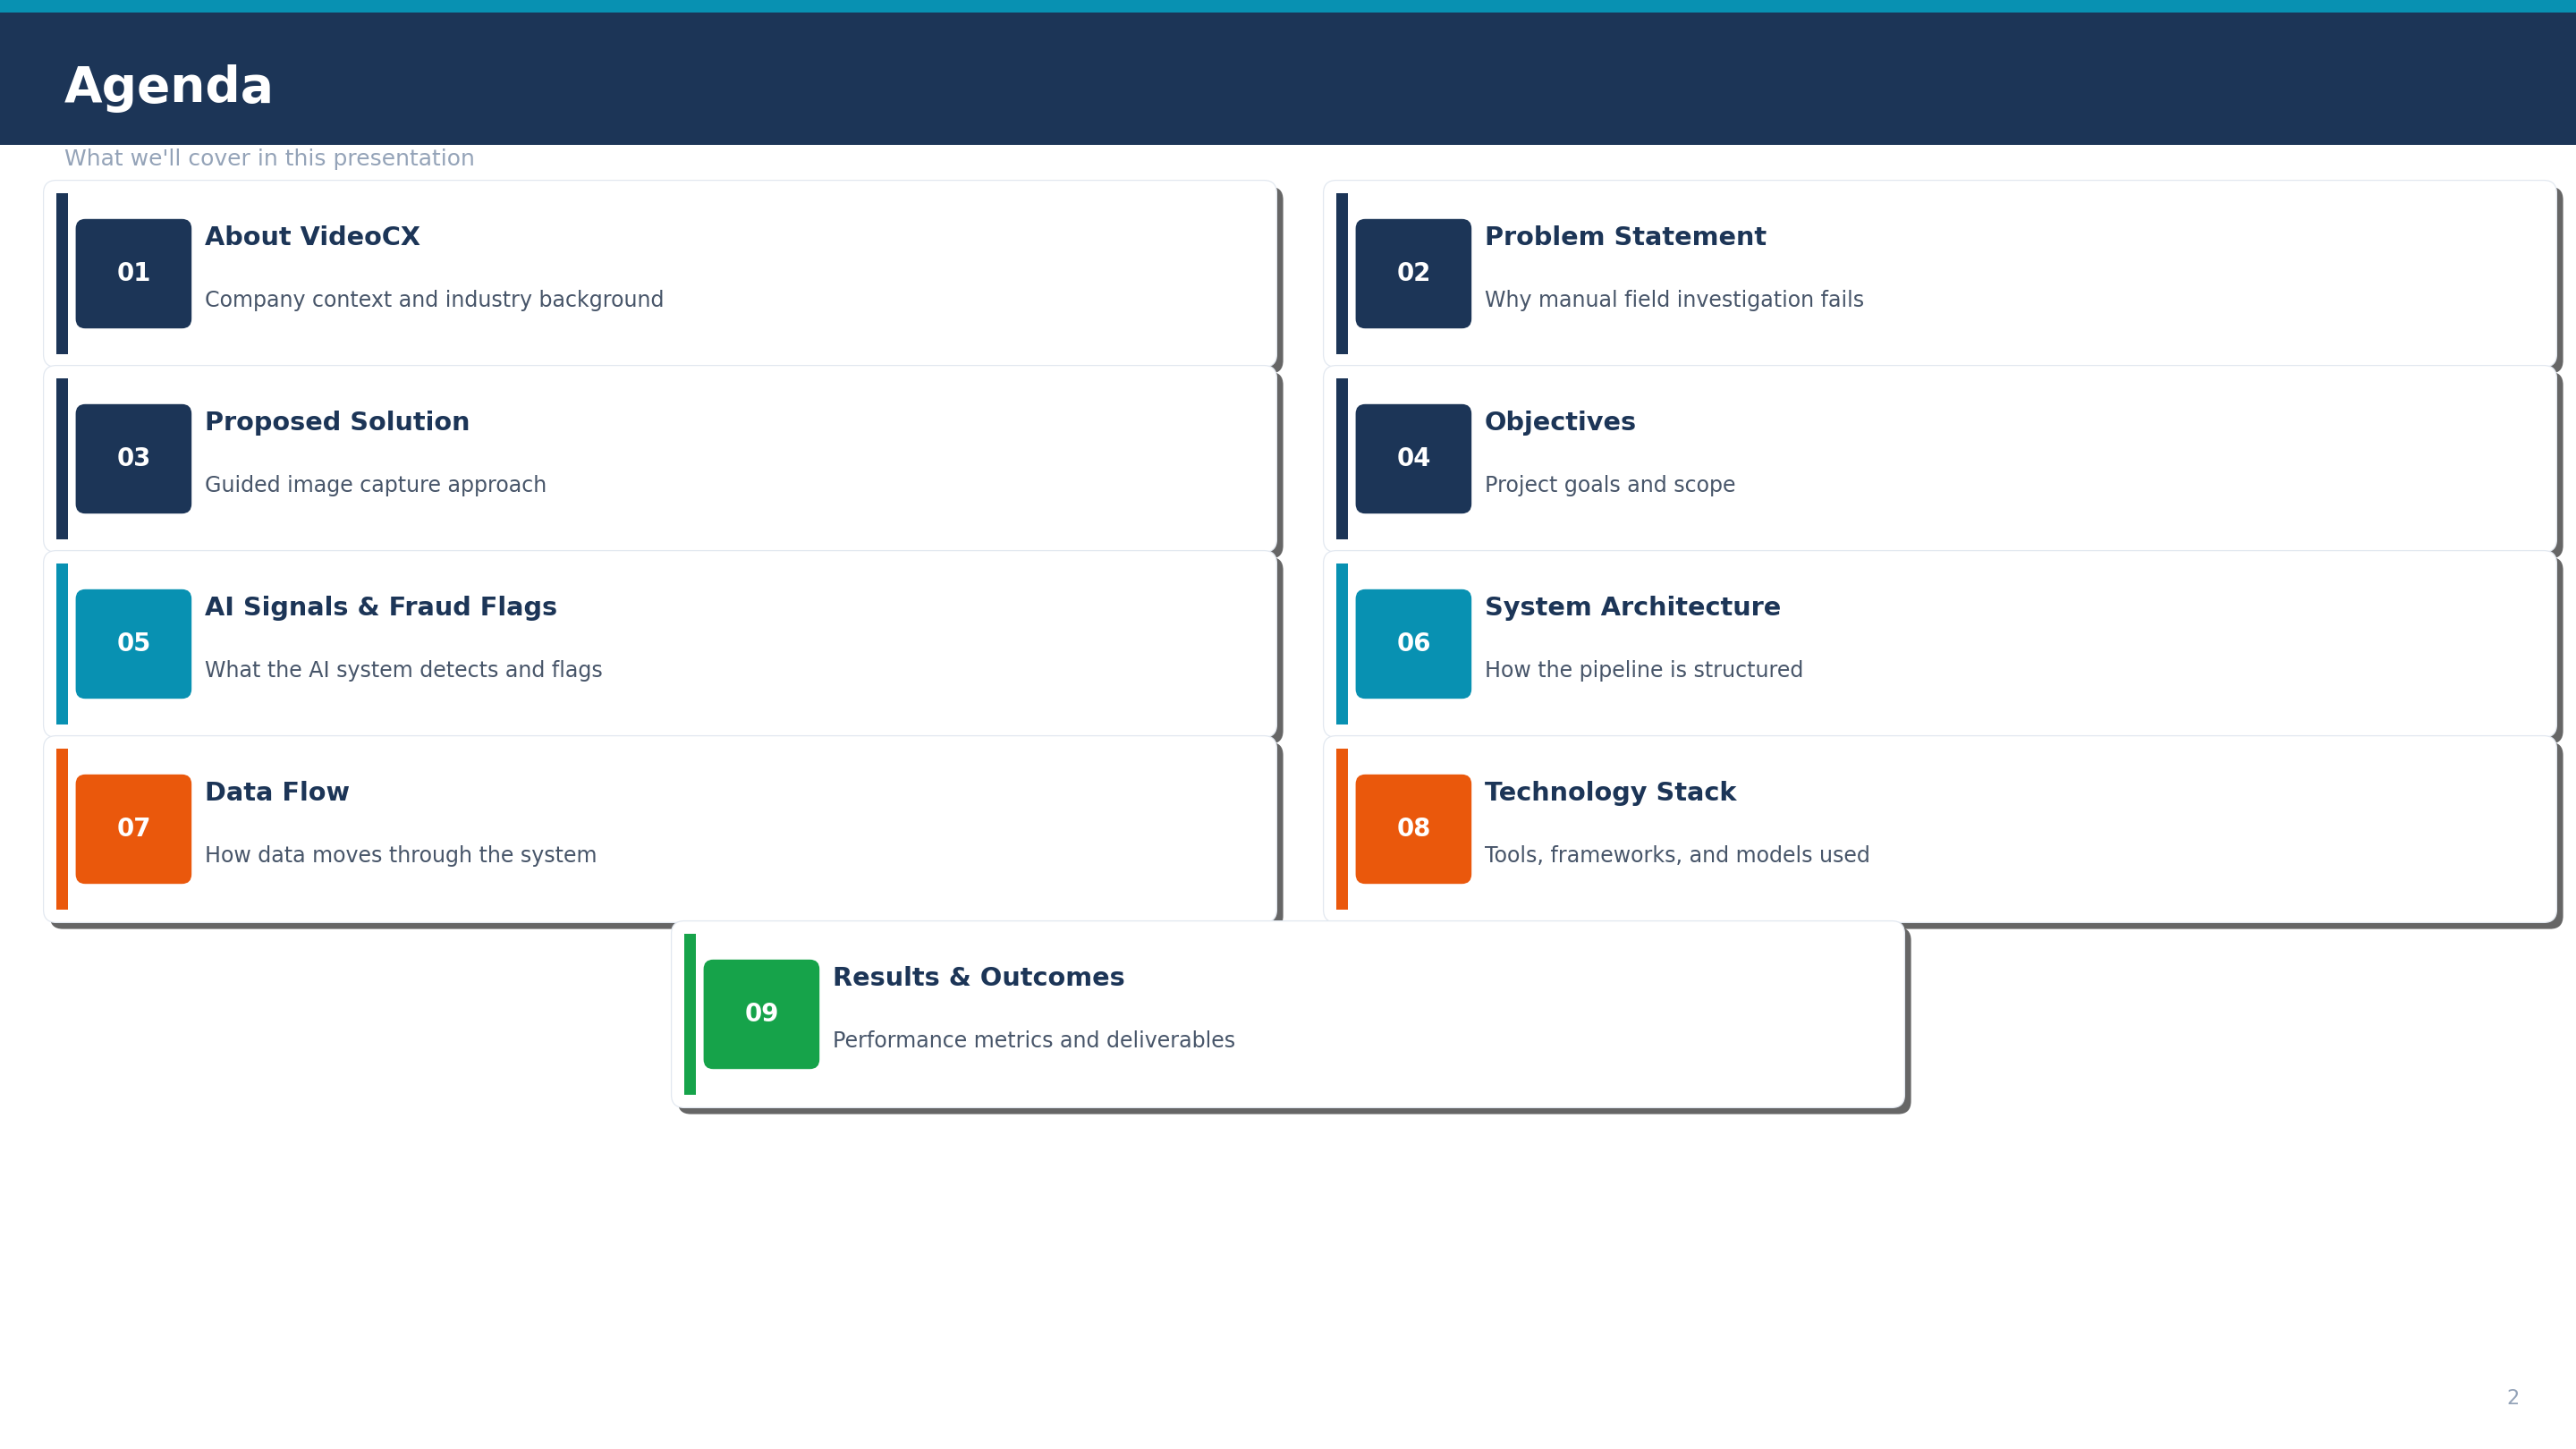 Agenda
What we'll cover in this presentation
01
About VideoCX
Company context and industry background
02
Problem Statement
Why manual field investigation fails
03
Proposed Solution
Guided image capture approach
04
Objectives
Project goals and scope
05
AI Signals & Fraud Flags
What the AI system detects and flags
06
System Architecture
How the pipeline is structured
07
Data Flow
How data moves through the system
08
Technology Stack
Tools, frameworks, and models used
09
Results & Outcomes
Performance metrics and deliverables
2